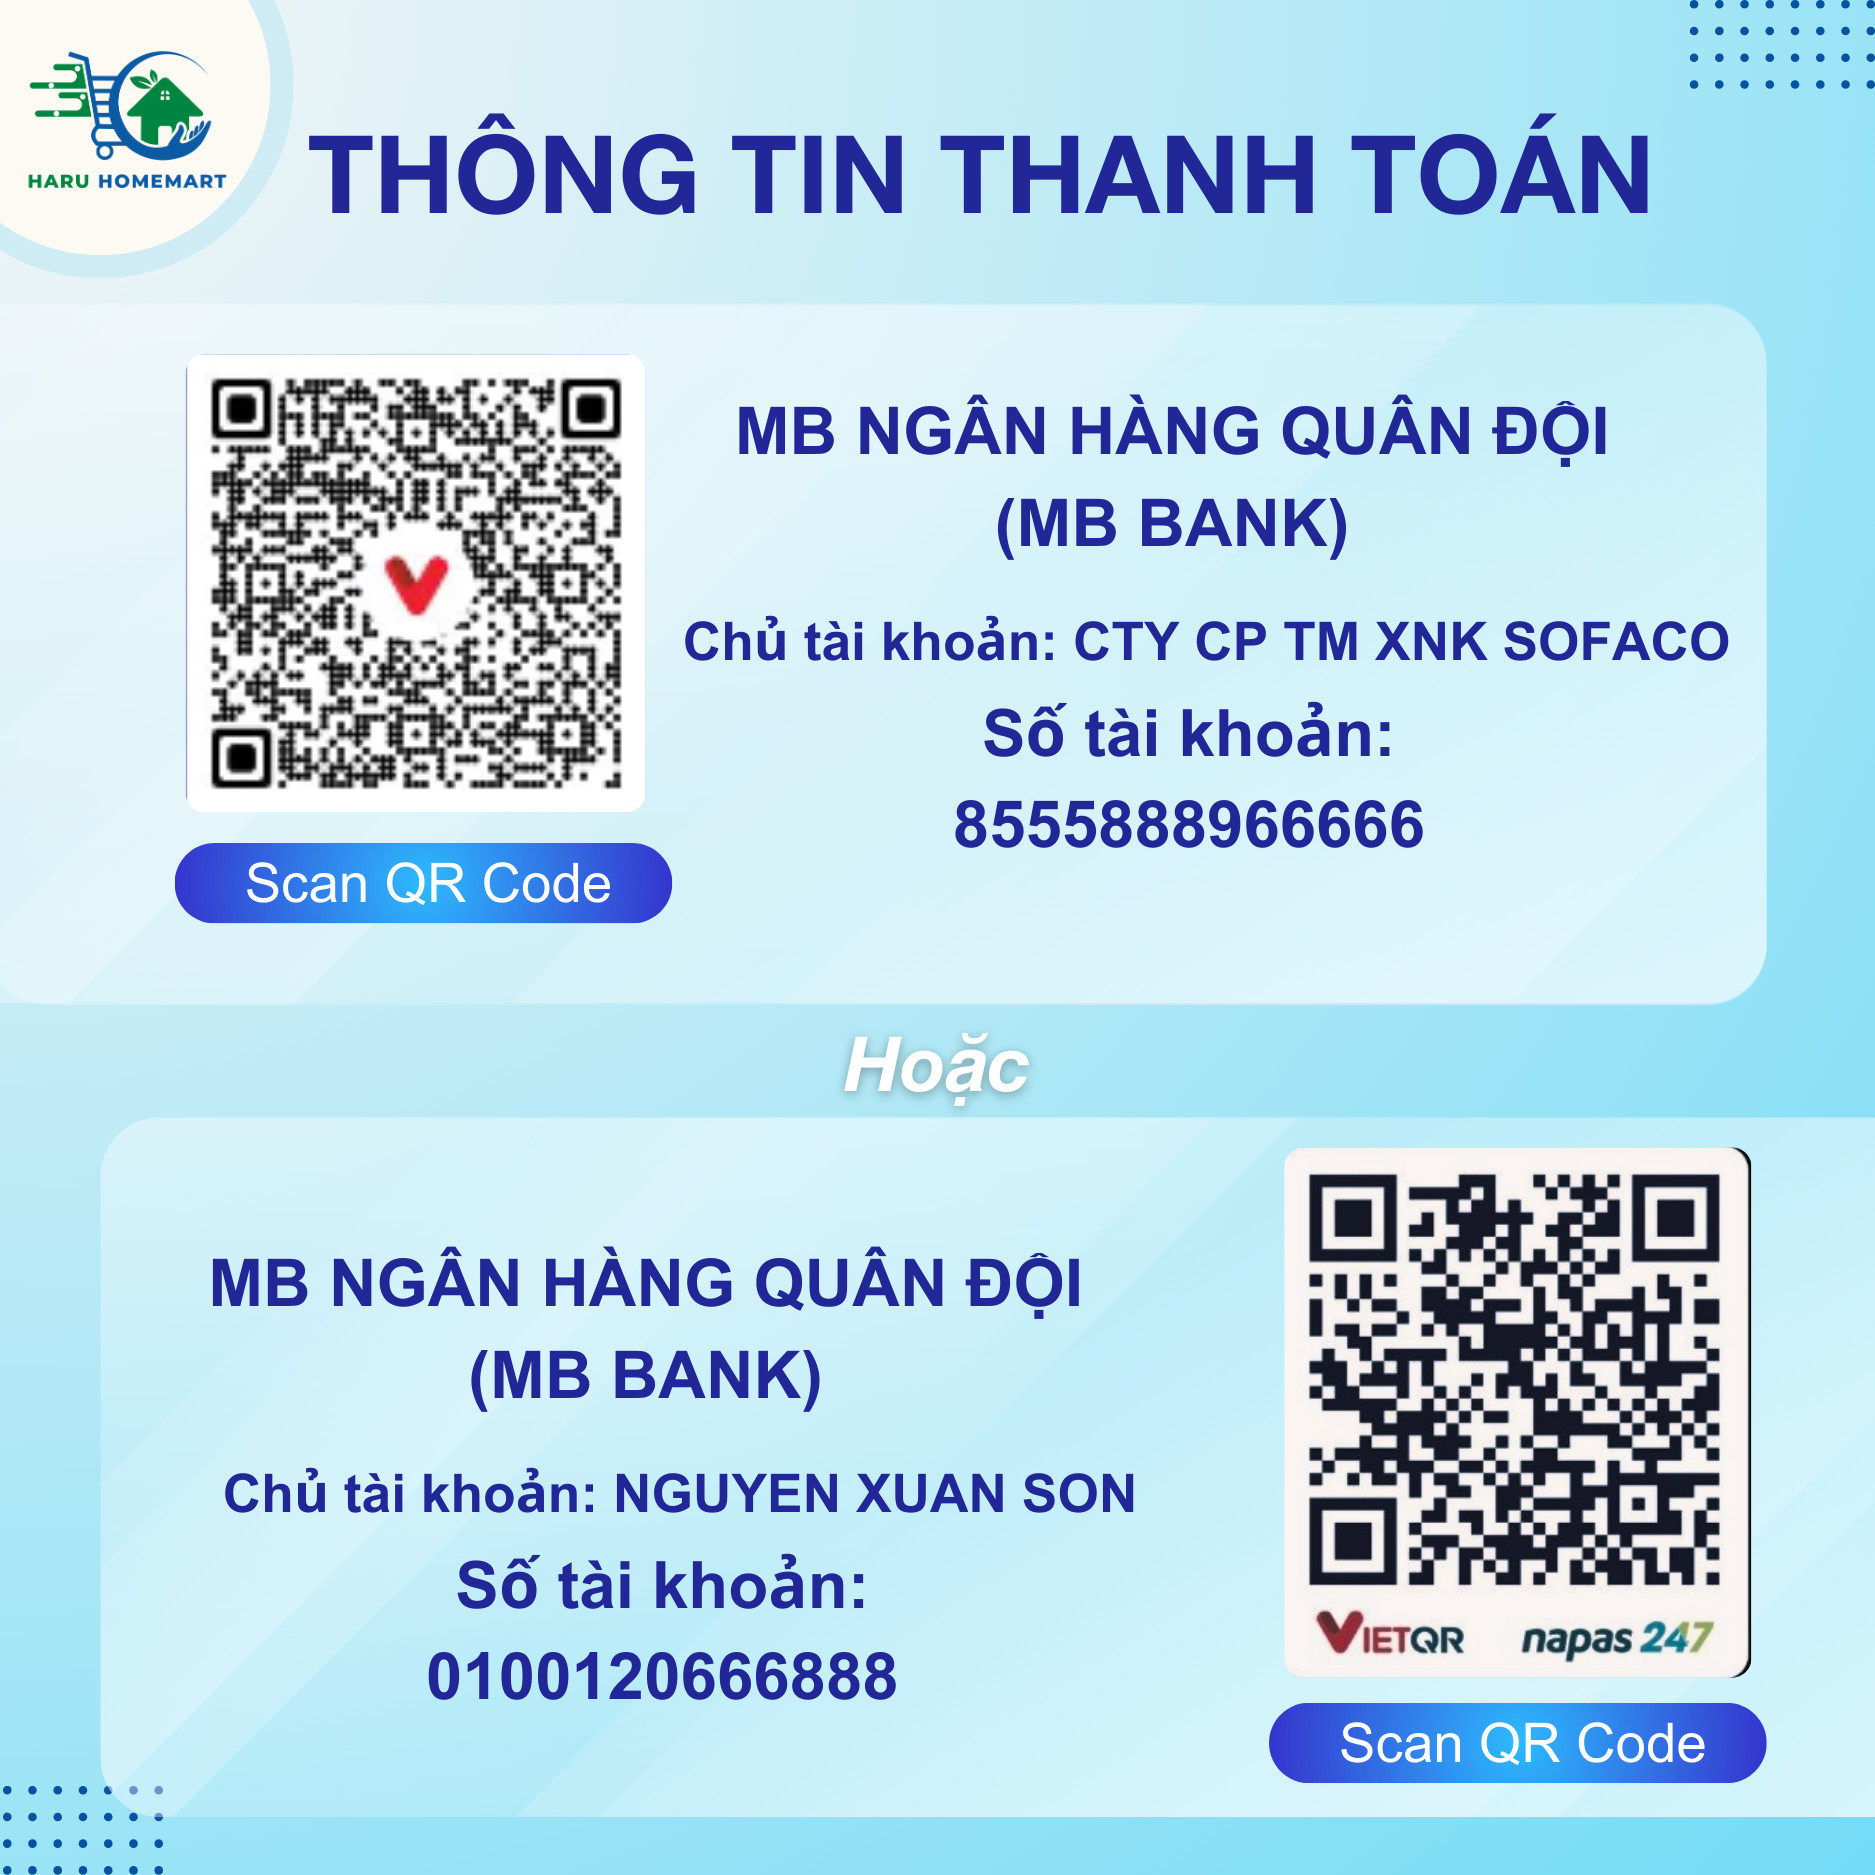 HARU HOMEMART
THÔNG TIN THANH TOÁN
MB NGÂN HÀNG QUÂN ĐỘI
(MB BANK)
Chủ tài khoản: CTY CP TM XNK SOFACO
Số tài khoản:
8555888966666
Scan QR Code
Hoặc
MB NGÂN HÀNG QUÂN ĐỘI
(MB BANK)
Chủ tài khoản: NGUYEN XUAN SON
Số tài khoản:
0100120666888
VIETQR napas 247
Scan QR Code